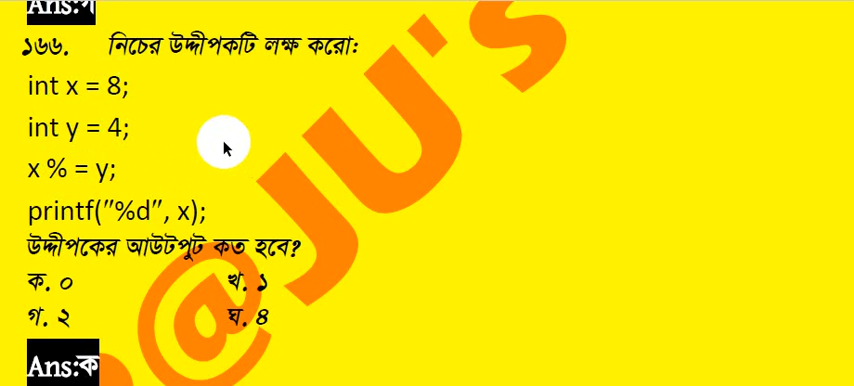 Ans:গ
১৬৬. নিচের উদ্দীপকটি লক্ষ করো:
int x = 8;
int y = 4;
x % = y;
printf("%d", x);
উদ্দীপকের আউটপুট কত হবে?
ক. ০ খ. ১
গ. ২ ঘ. ৪
Ans:ক
@JU's